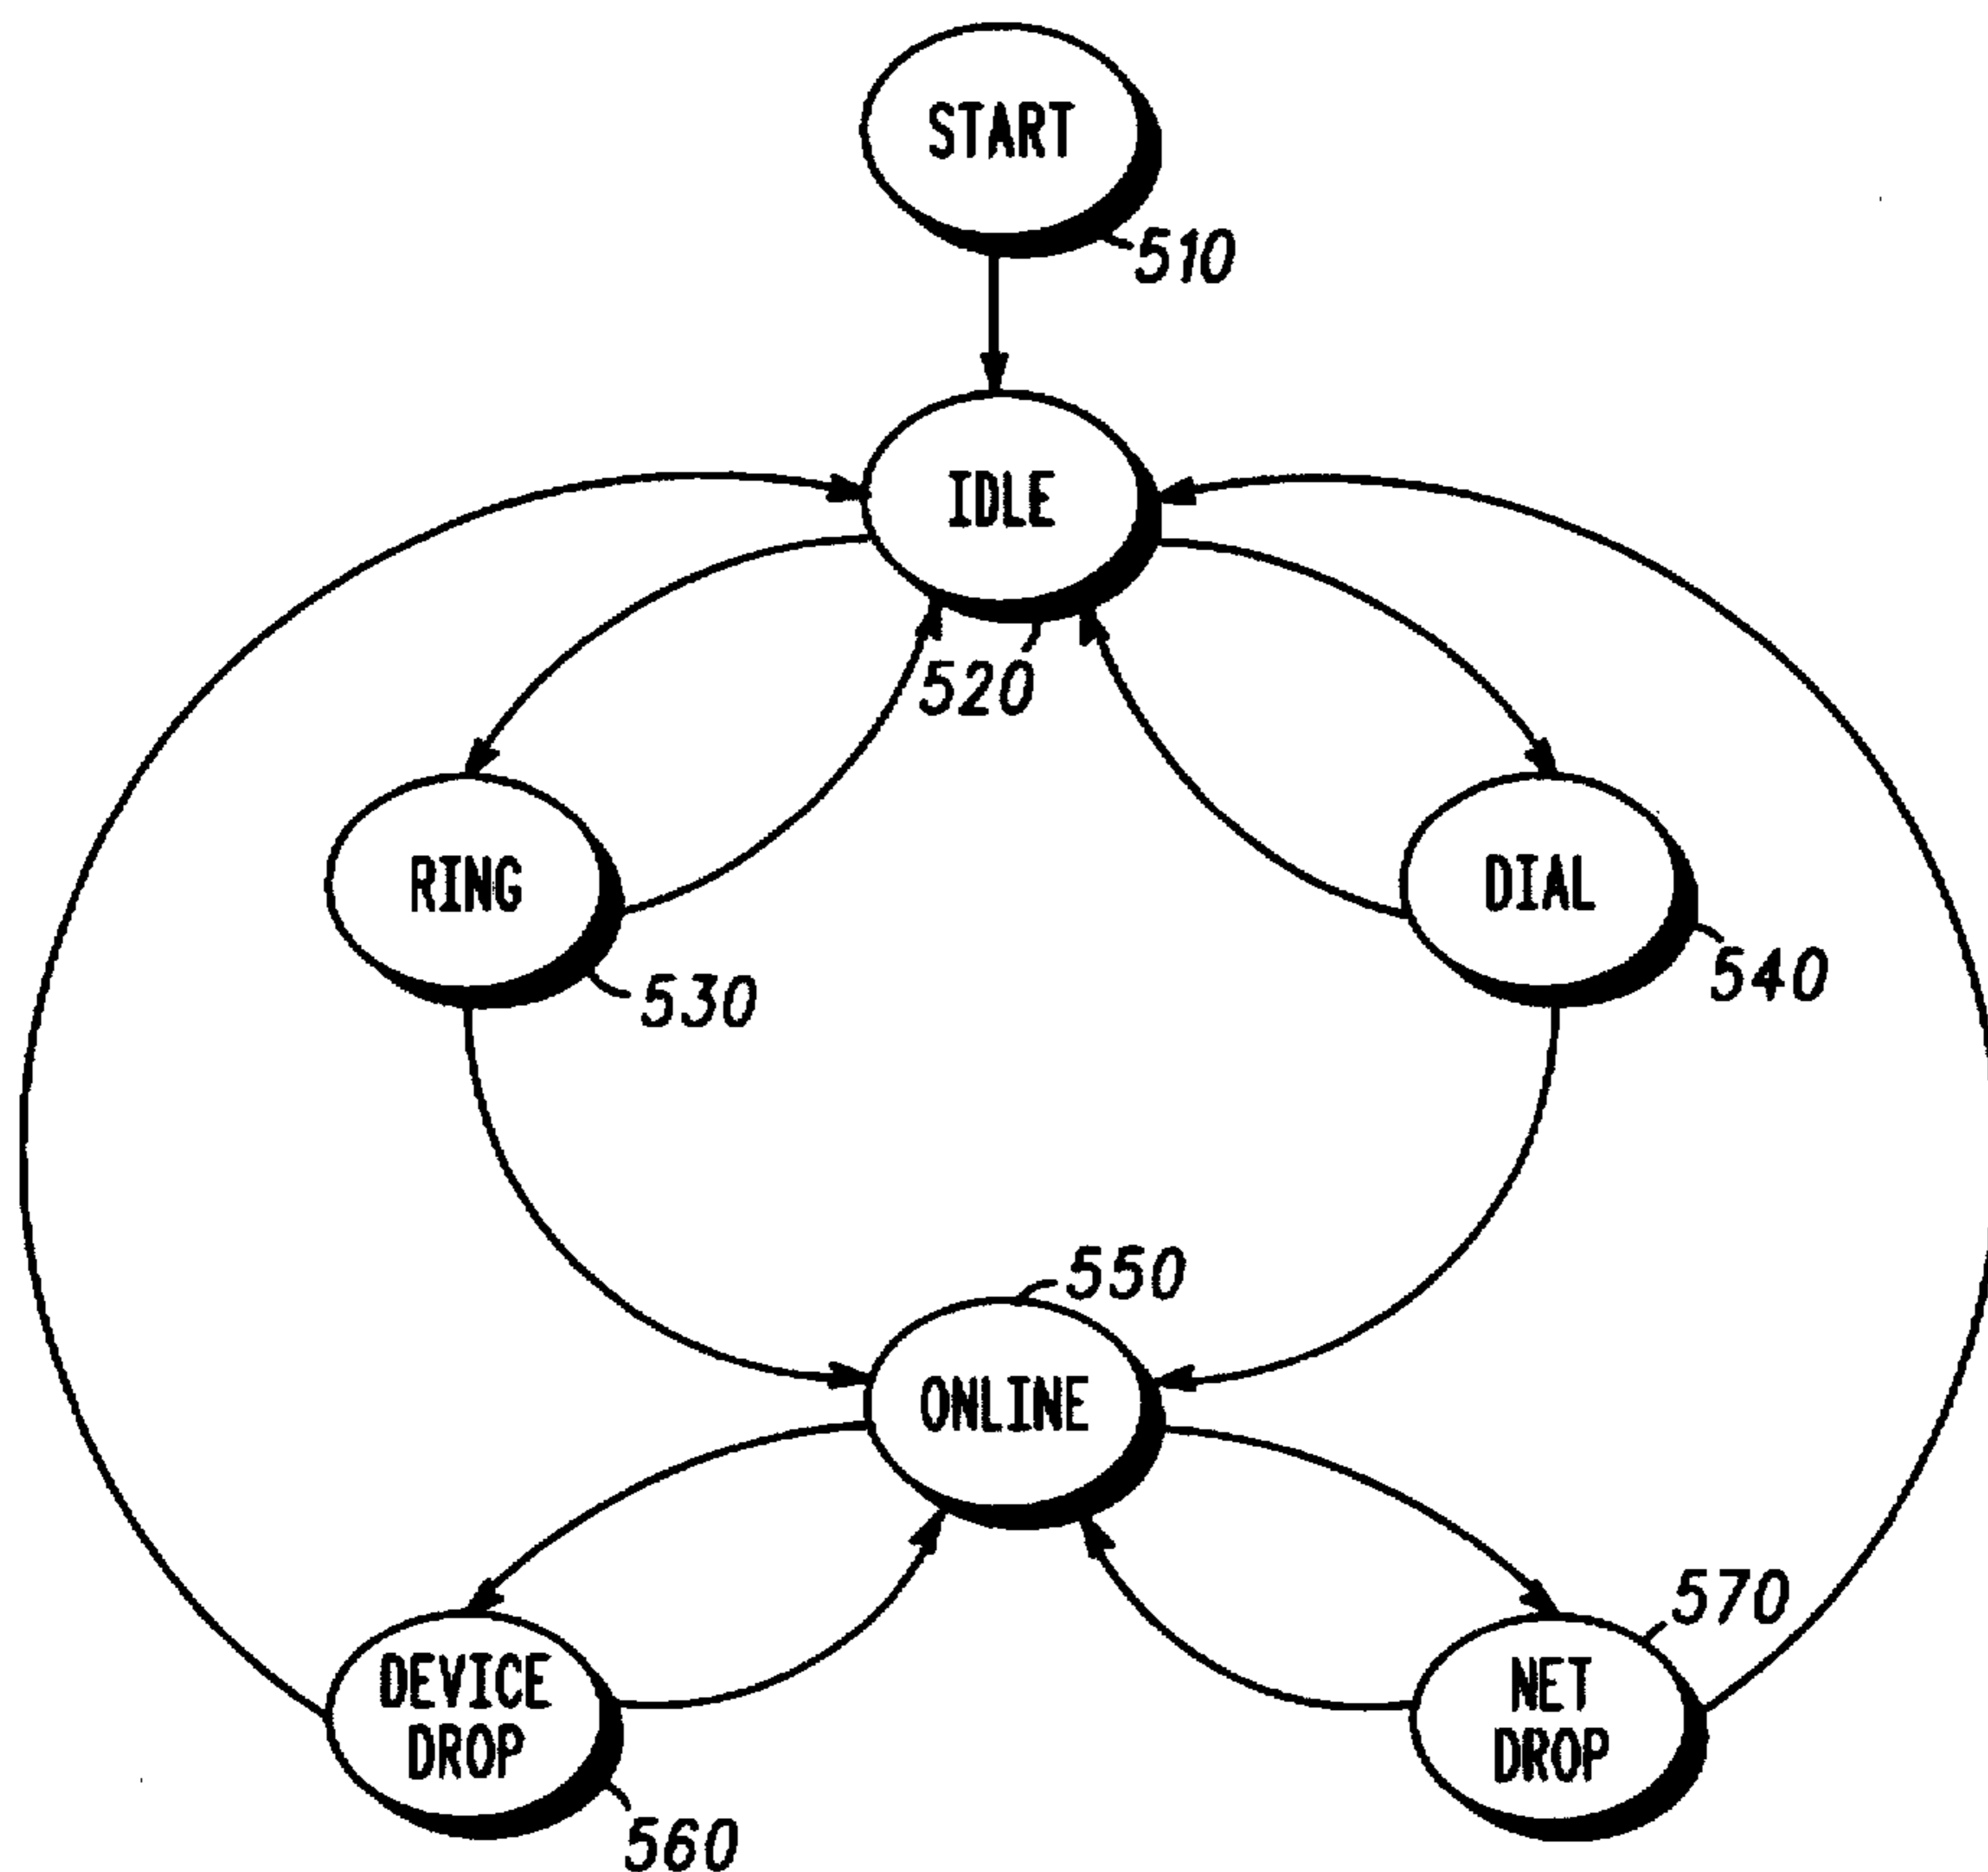 START
510
IDLE
520
RING
530
DIAL
540
550
ONLINE
DEVICE
DROP
560
570
NET
DROP